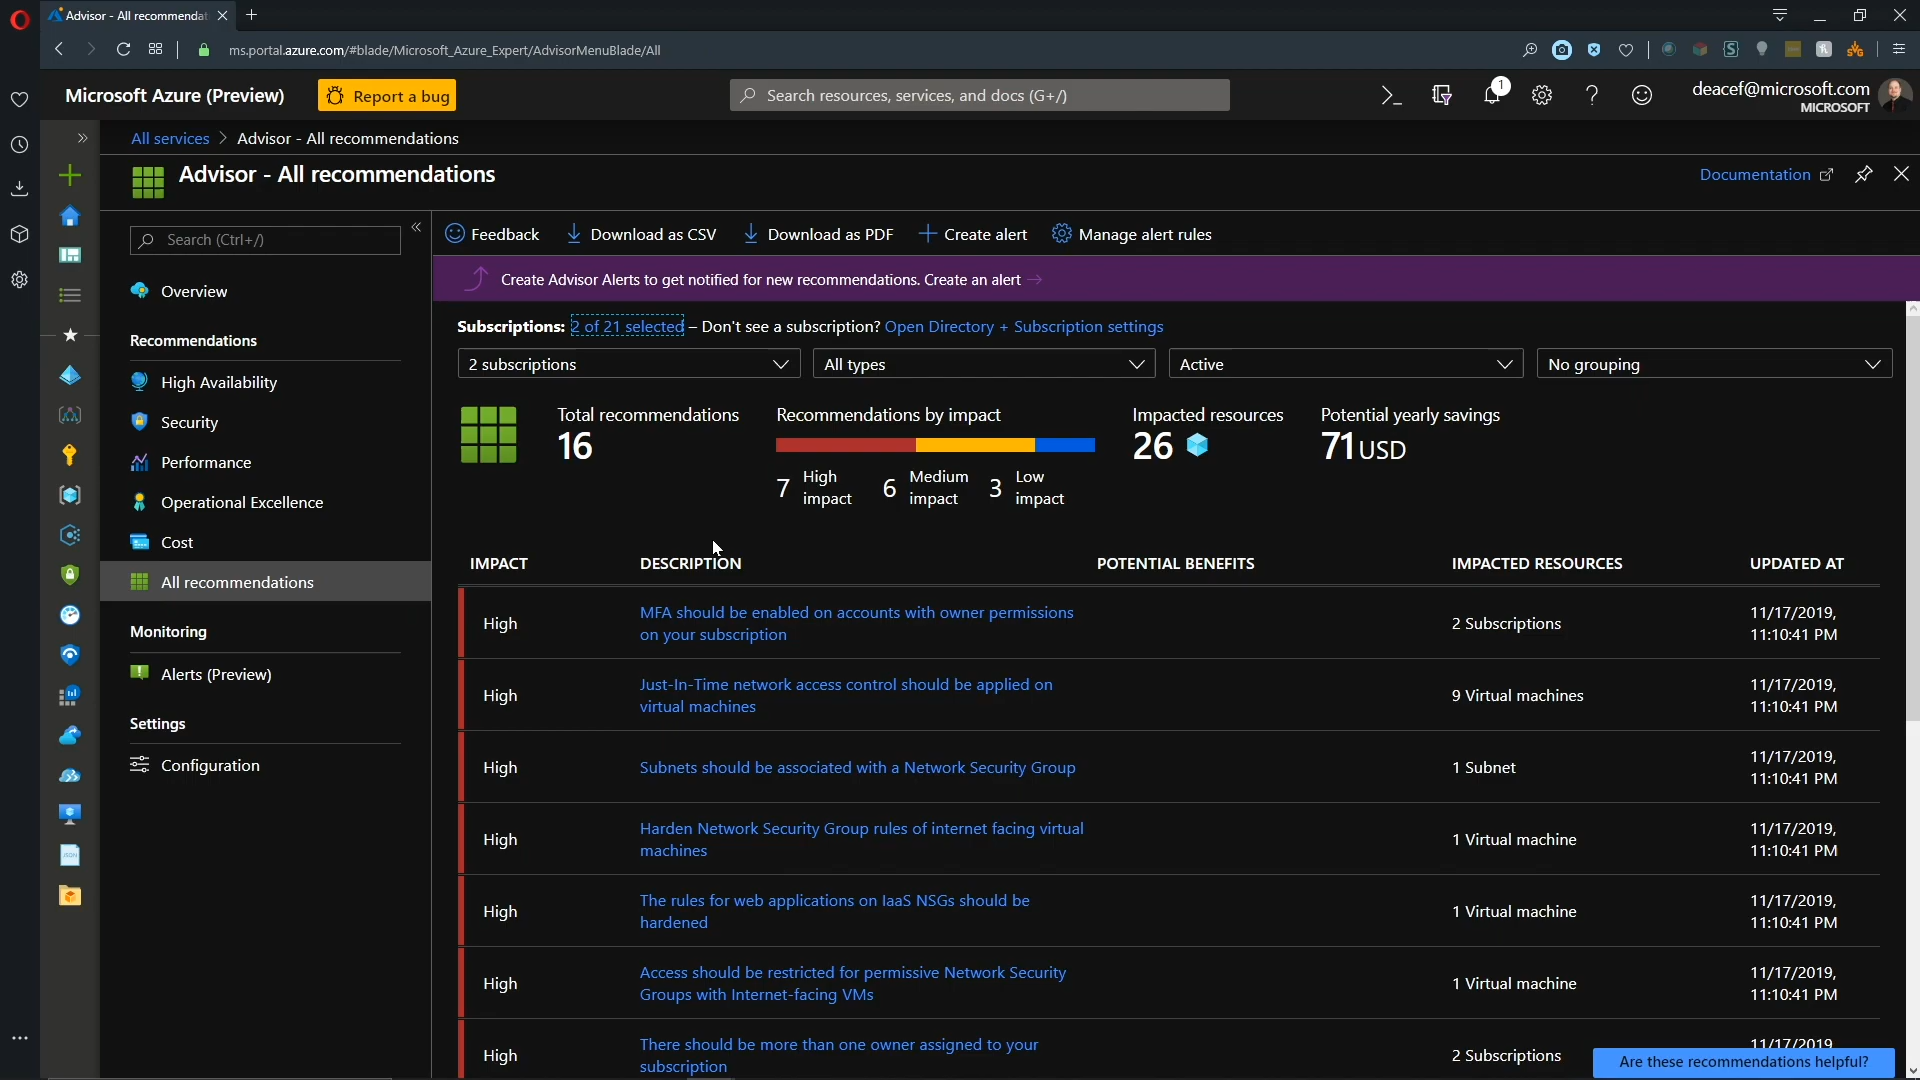 Advisor - All recommendat
ms.portal.azure.com/#blade/Microsoft_Azure_Expert/AdvisorMenuBlade/All
Microsoft Azure (Preview)
Report a bug
Search resources, services, and docs (G+/)
1
deacef@microsoft.com
MICROSOFT
All services > Advisor - All recommendations
Advisor - All recommendations
Documentation
Search (Ctrl+/)
Overview
Recommendations
High Availability
Security
Performance
Operational Excellence
Cost
All recommendations
Monitoring
Alerts (Preview)
Settings
Configuration
Feedback
Download as CSV
Download as PDF
Create alert
Manage alert rules
Create Advisor Alerts to get notified for new recommendations. Create an alert →
Subscriptions: 2 of 21 selected – Don't see a subscription? Open Directory + Subscription settings
2 subscriptions
All types
Active
No grouping
Total recommendations
16
Recommendations by impact
7 High impact
6 Medium impact
3 Low impact
Impacted resources
26
Potential yearly savings
71 USD
IMPACT DESCRIPTION POTENTIAL BENEFITS IMPACTED RESOURCES UPDATED AT
High
MFA should be enabled on accounts with owner permissions
on your subscription
2 Subscriptions
11/17/2019,
11:10:41 PM
High
Just-In-Time network access control should be applied on
virtual machines
9 Virtual machines
11/17/2019,
11:10:41 PM
High
Subnets should be associated with a Network Security Group
1 Subnet
11/17/2019,
11:10:41 PM
High
Harden Network Security Group rules of internet facing virtual
machines
1 Virtual machine
11/17/2019,
11:10:41 PM
High
The rules for web applications on IaaS NSGs should be
hardened
1 Virtual machine
11/17/2019,
11:10:41 PM
High
Access should be restricted for permissive Network Security
Groups with Internet-facing VMs
1 Virtual machine
11/17/2019,
11:10:41 PM
High
There should be more than one owner assigned to your
subscription
2 Subscriptions
11/17/2019
Are these recommendations helpful?